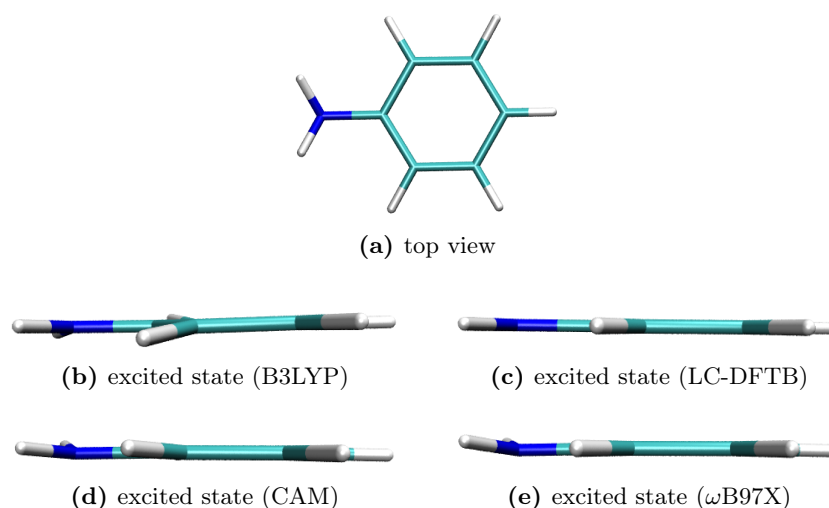 (a) top view
(b) excited state (B3LYP)
(c) excited state (LC-DFTB)
(d) excited state (CAM)
(e) excited state (ωB97X)